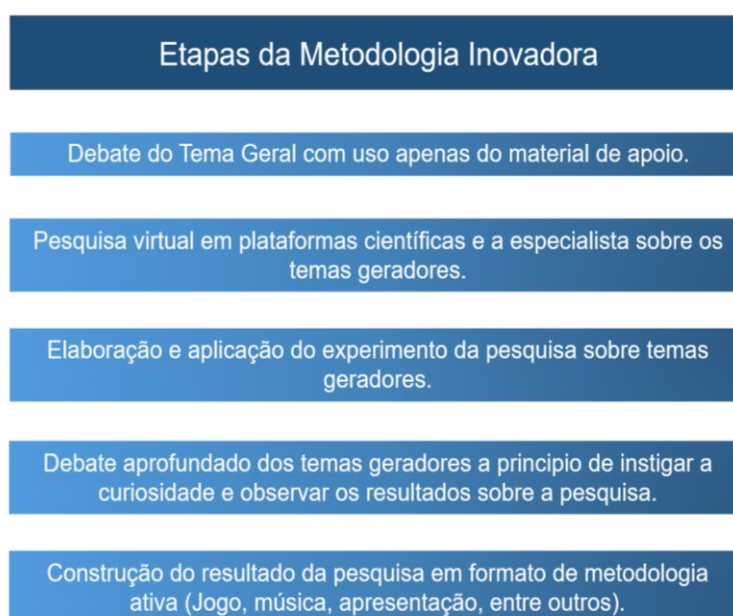 Etapas da Metodologia Inovadora
Debate do Tema Geral com uso apenas do material de apoio.
Pesquisa virtual em plataformas científicas e a especialista sobre os
temas geradores.
Elaboração e aplicação do experimento da pesquisa sobre temas
geradores.
Debate aprofundado dos temas geradores a principio de instigar a
curiosidade e observar os resultados sobre a pesquisa.
Construção do resultado da pesquisa em formato de metodologia
ativa (Jogo, música, apresentação, entre outros).